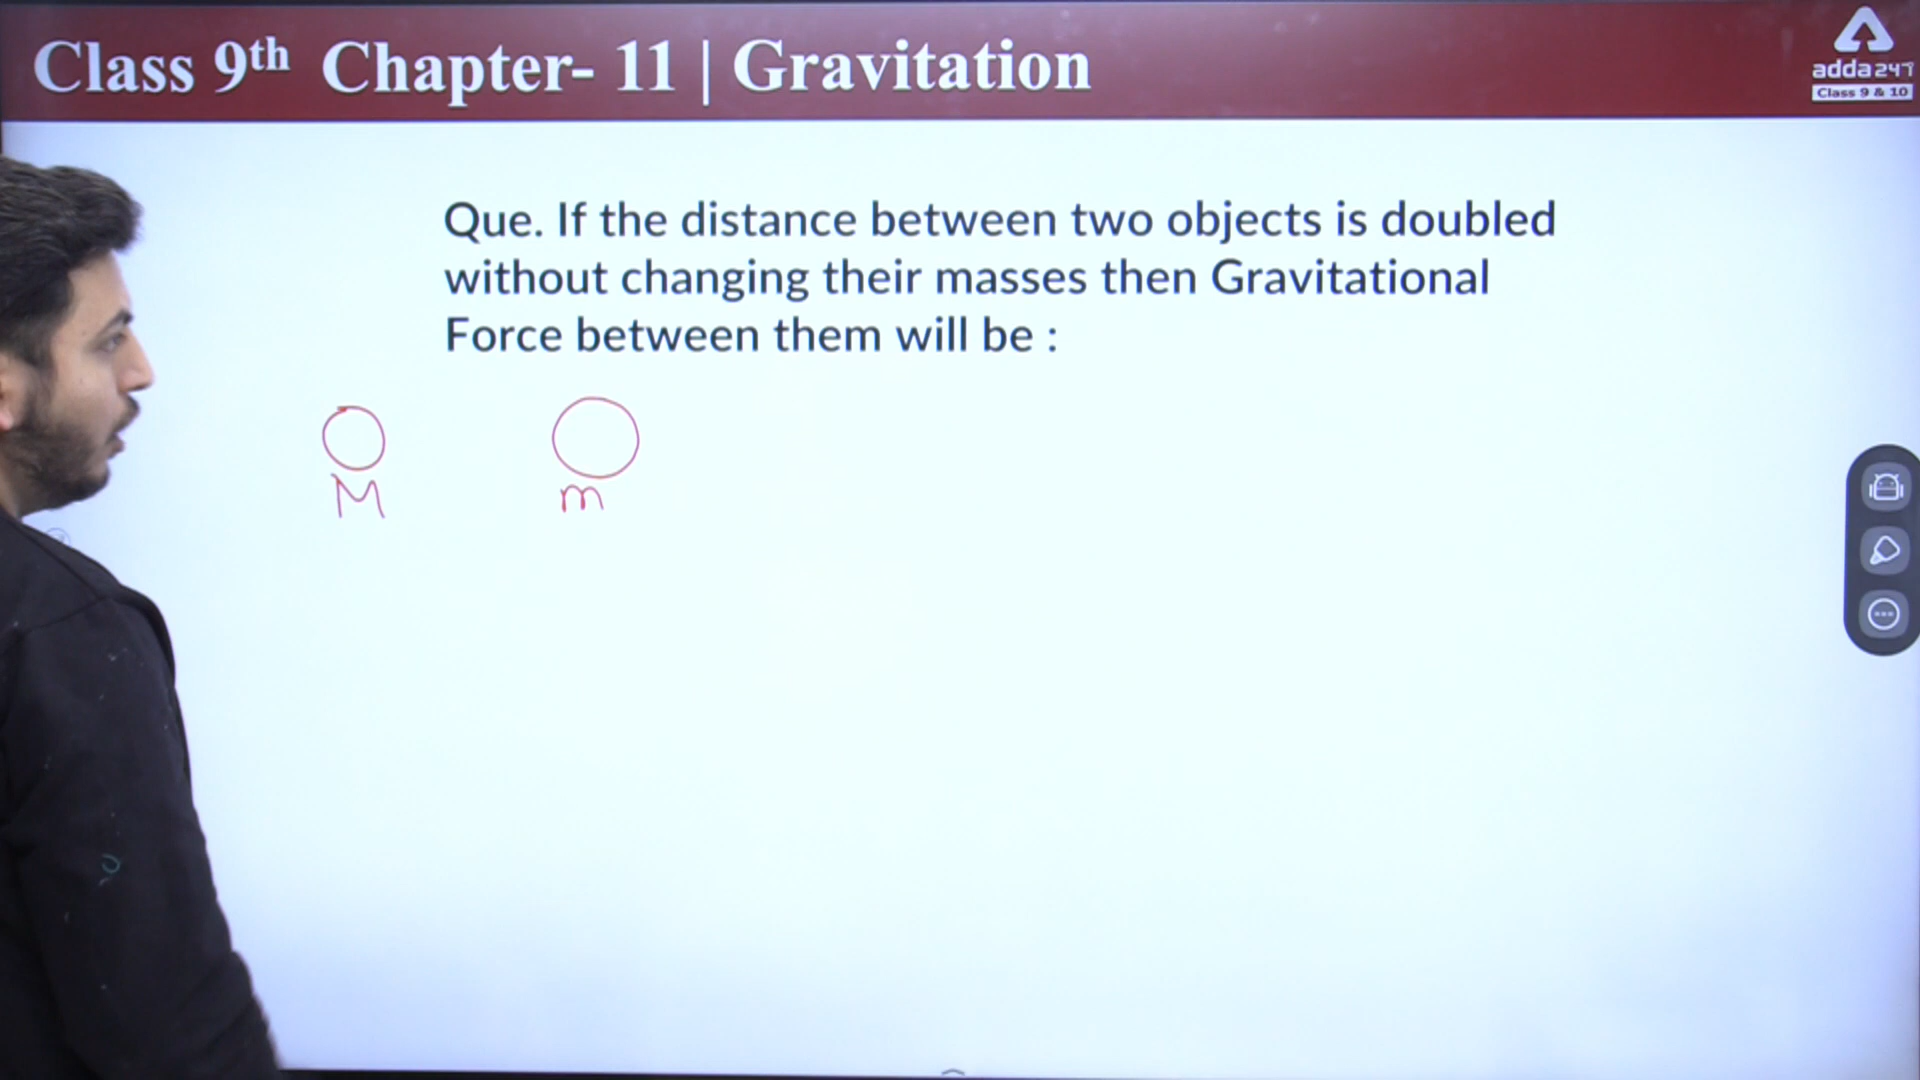 Class 9th Chapter- 11 | Gravitation
adda247
Class 9 & 10
Que. If the distance between two objects is doubled
without changing their masses then Gravitational
Force between them will be :
M m